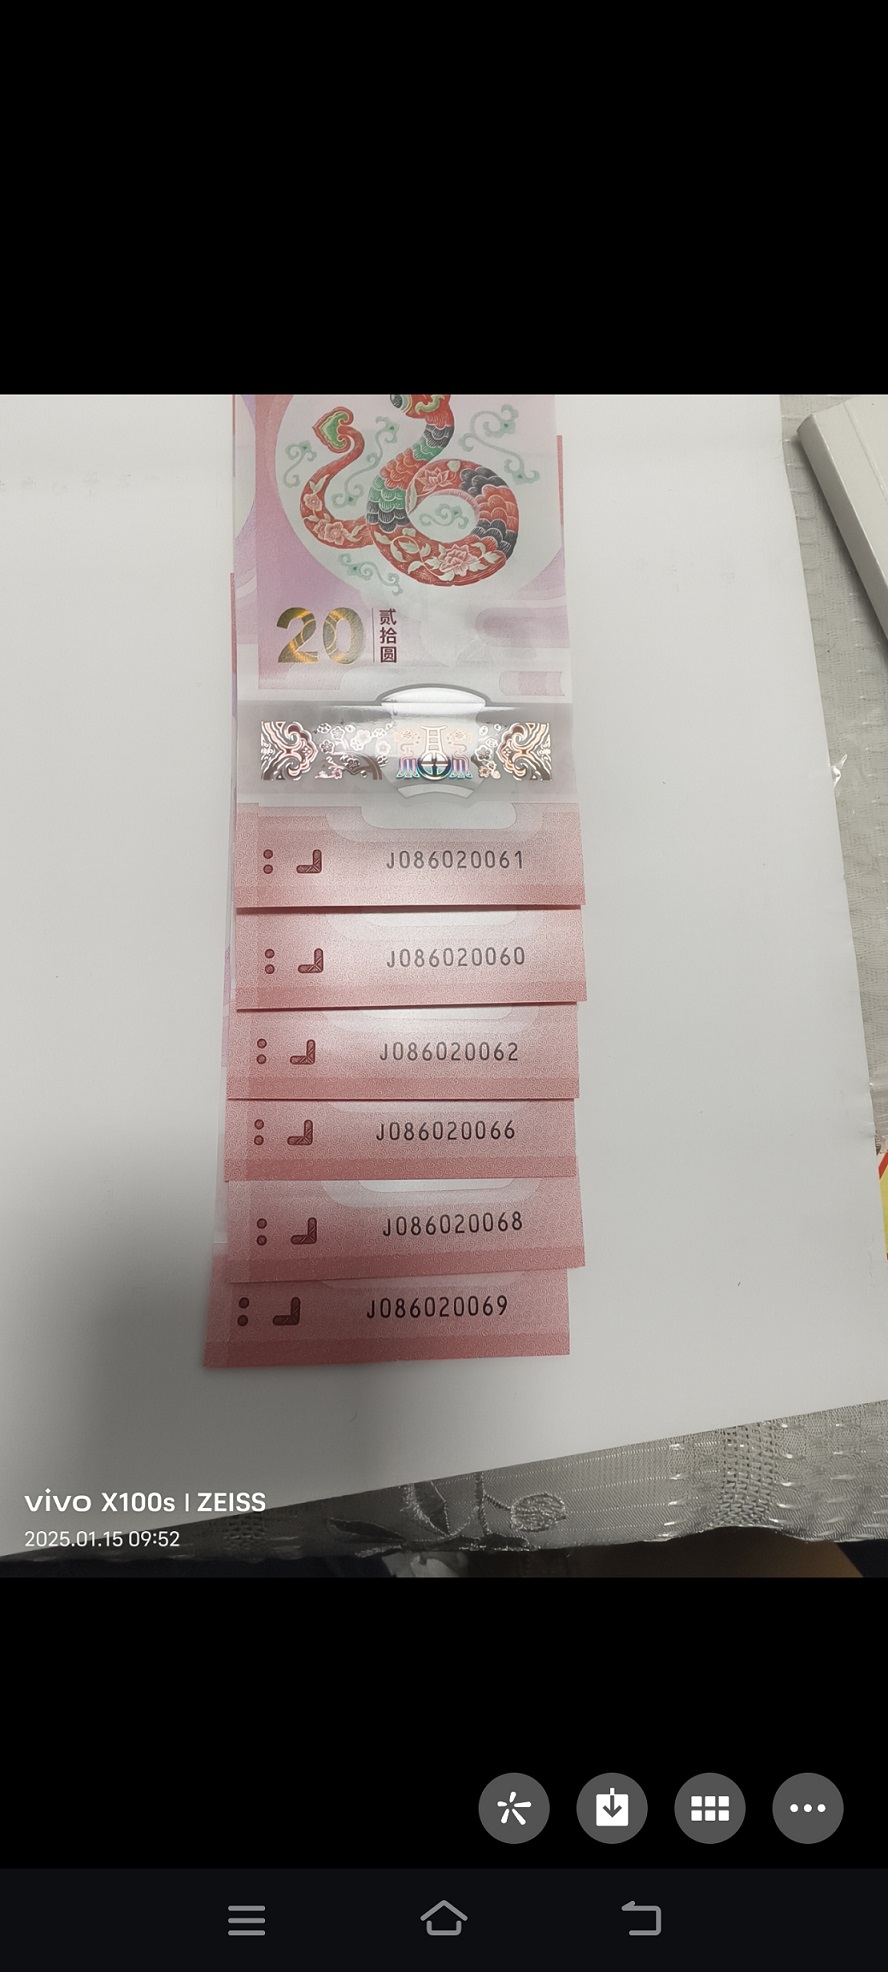 20 贰拾圆
J086020061
J086020060
J086020062
J086020066
J086020068
J086020069
vivo X100s | ZEISS
2025.01.15 09:52